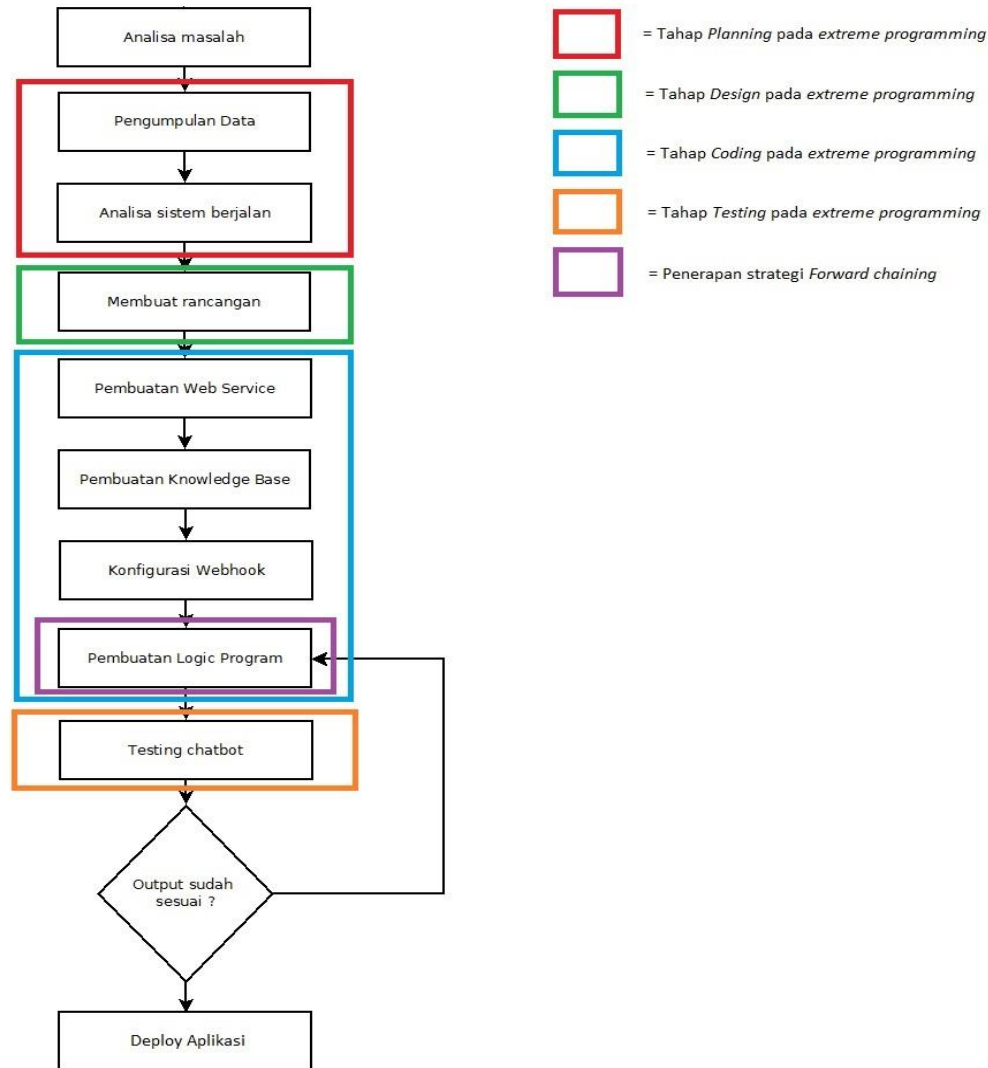 Analisa masalah
Pengumpulan Data
Analisa sistem berjalan
Membuat rancangan
Pembuatan Web Service
Pembuatan Knowledge Base
Konfigurasi Webhook
Pembuatan Logic Program
Testing chatbot
Output sudah
sesuai ?
Deploy Aplikasi
= Tahap Planning pada extreme programming
= Tahap Design pada extreme programming
= Tahap Coding pada extreme programming
= Tahap Testing pada extreme programming
= Penerapan strategi Forward chaining